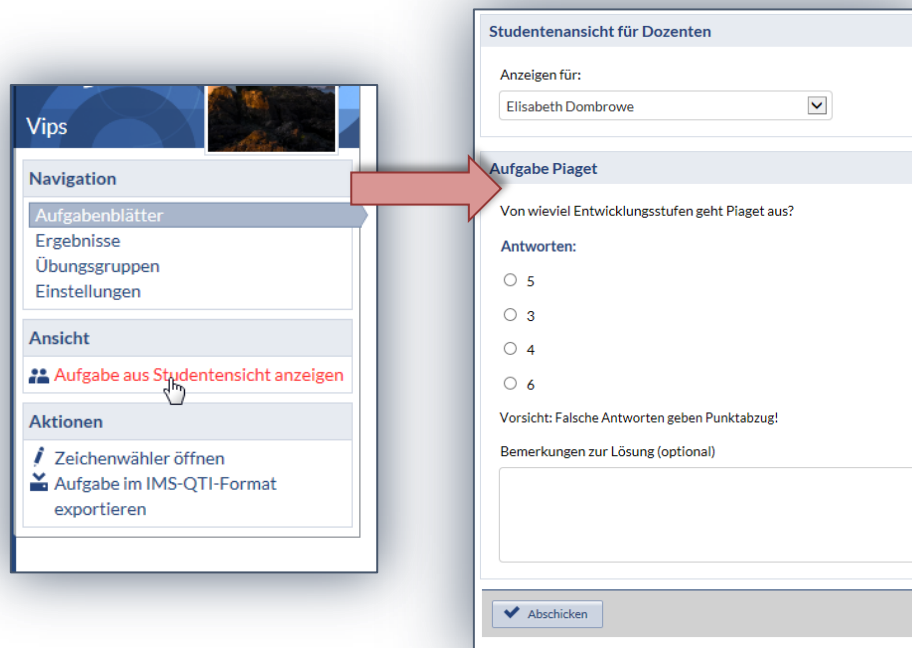 Vips
Navigation
Aufgabenblätter
Ergebnisse
Übungsgruppen
Einstellungen
Ansicht
Aufgabe aus Studentensicht anzeigen
Aktionen
Zeichenwähler öffnen
Aufgabe im IMS-QTI-Format
exportieren
Studentenansicht für Dozenten
Anzeigen für:
Elisabeth Dombrowe
Aufgabe Piaget
Von wieviel Entwicklungsstufen geht Piaget aus?
Antworten:
5
3
4
6
Vorsicht: Falsche Antworten geben Punktabzug!
Bemerkungen zur Lösung (optional)
Abschicken